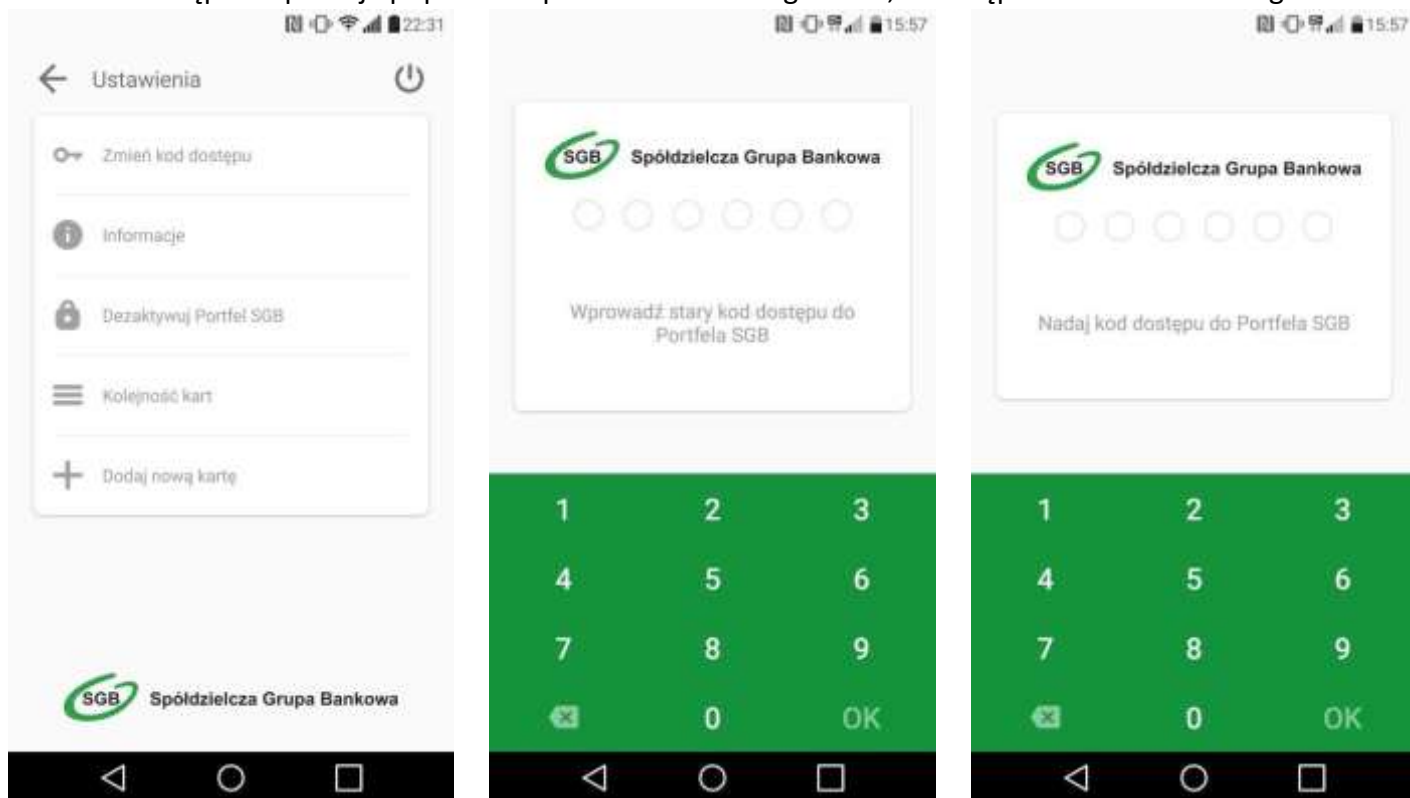 22:31
Ustawienia
Zmień kod dostępu
Informacje
Dezaktywuj Portfel SGB
Kolejność kart
Dodaj nową kartę
SGB Spółdzielcza Grupa Bankowa
15:57
SGB Spółdzielcza Grupa Bankowa
Wprowadź stary kod dostępu do
Portfela SGB
1 2 3
4 5 6
7 8 9
0 OK
15:57
SGB Spółdzielcza Grupa Bankowa
Nadaj kod dostępu do Portfela SGB
1 2 3
4 5 6
7 8 9
0 OK